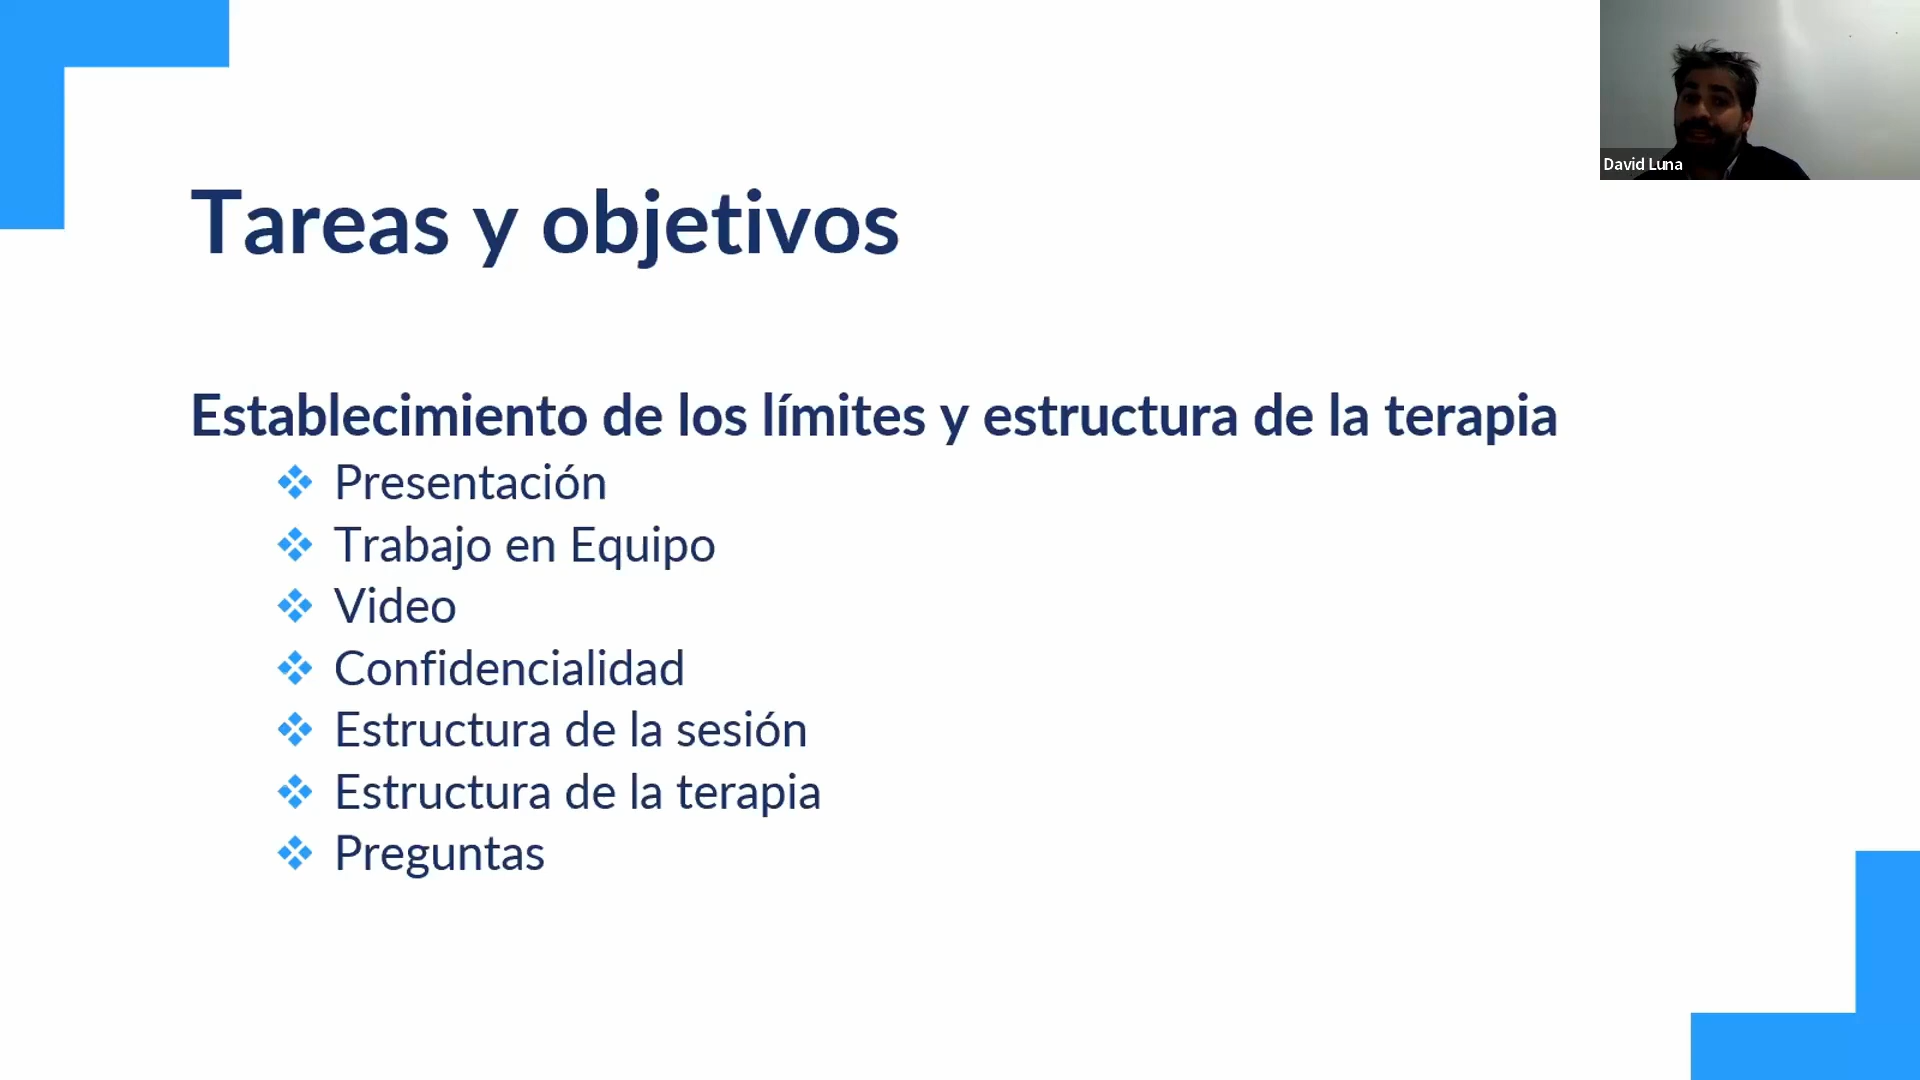 David Luna
Tareas y objetivos
Establecimiento de los límites y estructura de la terapia
Presentación
Trabajo en Equipo
Video
Confidencialidad
Estructura de la sesión
Estructura de la terapia
Preguntas